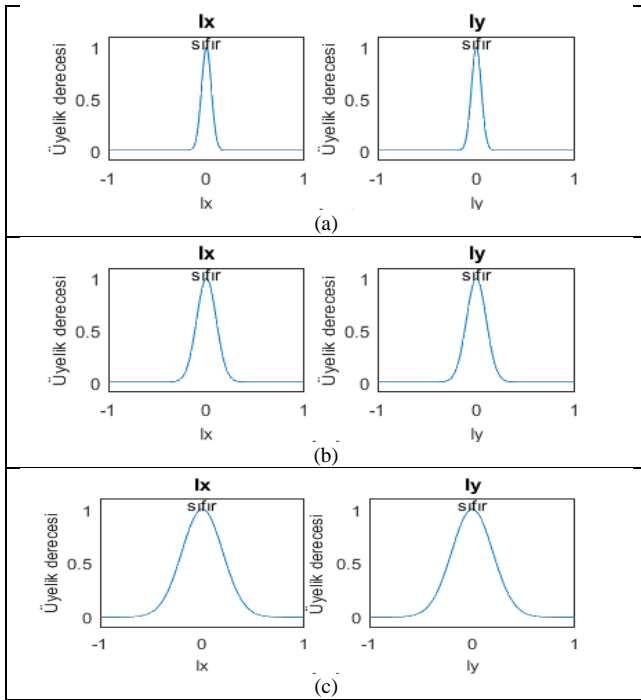 Ix Iy
sıfır sıfır
Üyelik derecesi Üyelik derecesi
1 1
0.5 0.5
0 0
-1 0 1 -1 0 1
Ix Iy
(a)
Ix Iy
sıfır sıfır
Üyelik derecesi Üyelik derecesi
1 1
0.5 0.5
0 0
-1 0 1 -1 0 1
Ix Iy
(b)
Ix Iy
sıfır sıfır
Üyelik derecesi Üyelik derecesi
1 1
0.5 0.5
0 0
-1 0 1 -1 0 1
Ix Iy
(c)